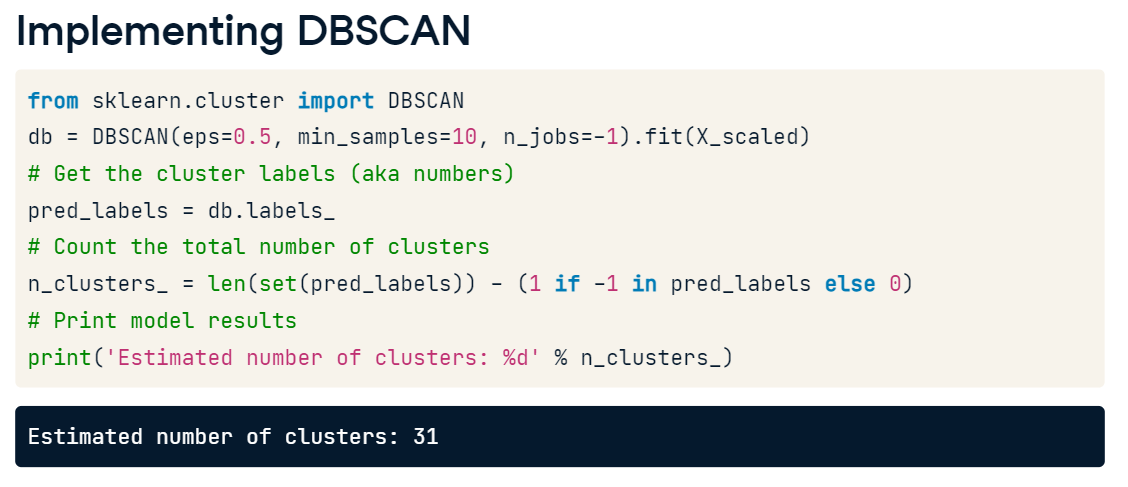 Implementing DBSCAN
from sklearn.cluster import DBSCAN
db = DBSCAN(eps=0.5, min_samples=10, n_jobs=-1).fit(X_scaled)
# Get the cluster labels (aka numbers)
pred_labels = db.labels_
# Count the total number of clusters
n_clusters_ = len(set(pred_labels)) - (1 if -1 in pred_labels else 0)
# Print model results
print('Estimated number of clusters: %d' % n_clusters_)
Estimated number of clusters: 31